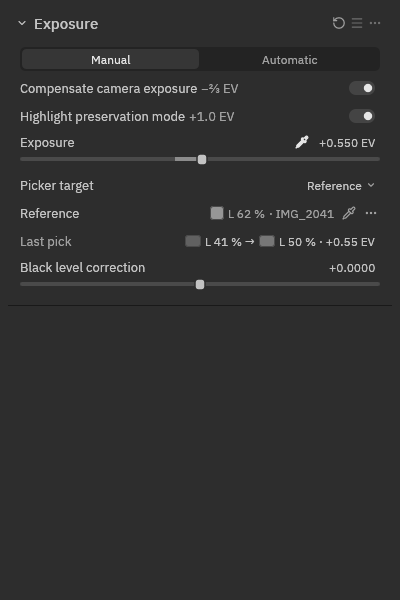 Exposure
Manual Automatic
Compensate camera exposure −⅔ EV
Highlight preservation mode +1.0 EV
Exposure +0.550 EV
Picker target Reference
Reference L 62 % · IMG_2041
Last pick L 41 % → L 50 % · +0.55 EV
Black level correction +0.0000